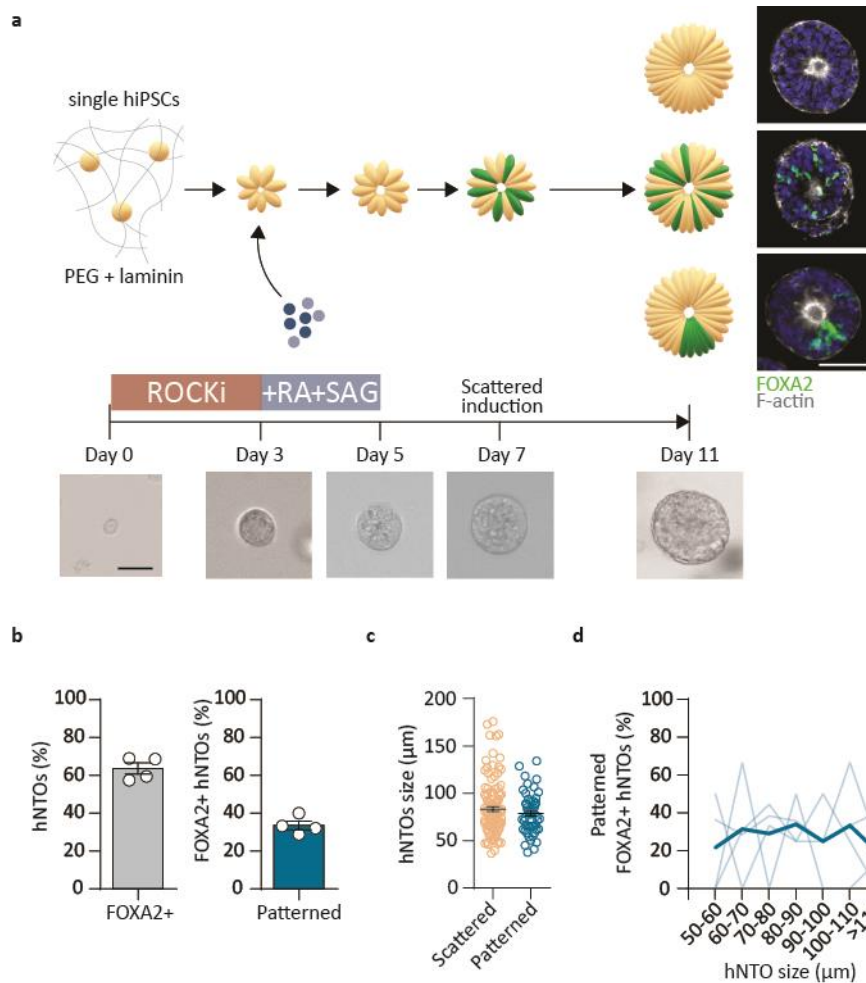 a
single hiPSCs
PEG + laminin
ROCKi
+RA+SAG
Scattered
induction
Day 0
Day 3
Day 5
Day 7
Day 11
FOXA2
F-actin
b
100
80
60
40
20
0
hNTOs (%)
FOXA2+
100
80
60
40
20
0
FOXA2+ hNTOs (%)
Patterned
c
200
150
100
50
0
hNTOs size (μm)
Scattered
Patterned
d
100
80
60
40
20
0
Patterned
FOXA2+ hNTOs (%)
50-60
60-70
70-80
80-90
90-100
100-110
hNTO size (μm)